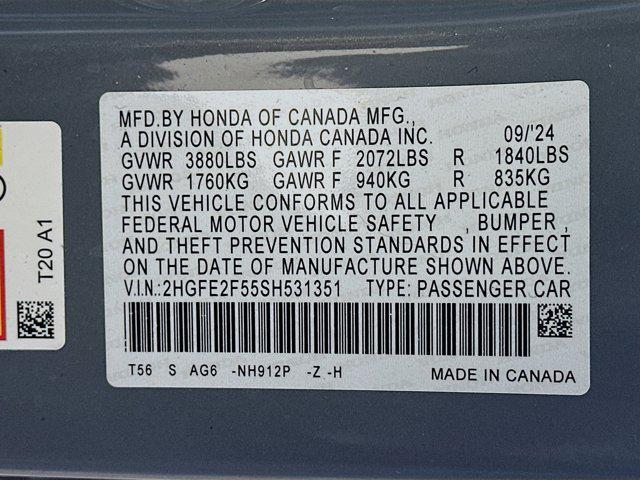 MFD.BY HONDA OF CANADA MFG.,
A DIVISION OF HONDA CANADA INC. 09/'24
GVWR 3880LBS GAWR F 2072LBS R 1840LBS
GVWR 1760KG GAWR F 940KG R 835KG
THIS VEHICLE CONFORMS TO ALL APPLICABLE
FEDERAL MOTOR VEHICLE SAFETY , BUMPER ,
AND THEFT PREVENTION STANDARDS IN EFFECT
ON THE DATE OF MANUFACTURE SHOWN ABOVE.
V.I.N.:2HGFE2F55SH531351 TYPE: PASSENGER CAR
T56 S AG6 -NH912P -Z -H MADE IN CANADA
T20 A1